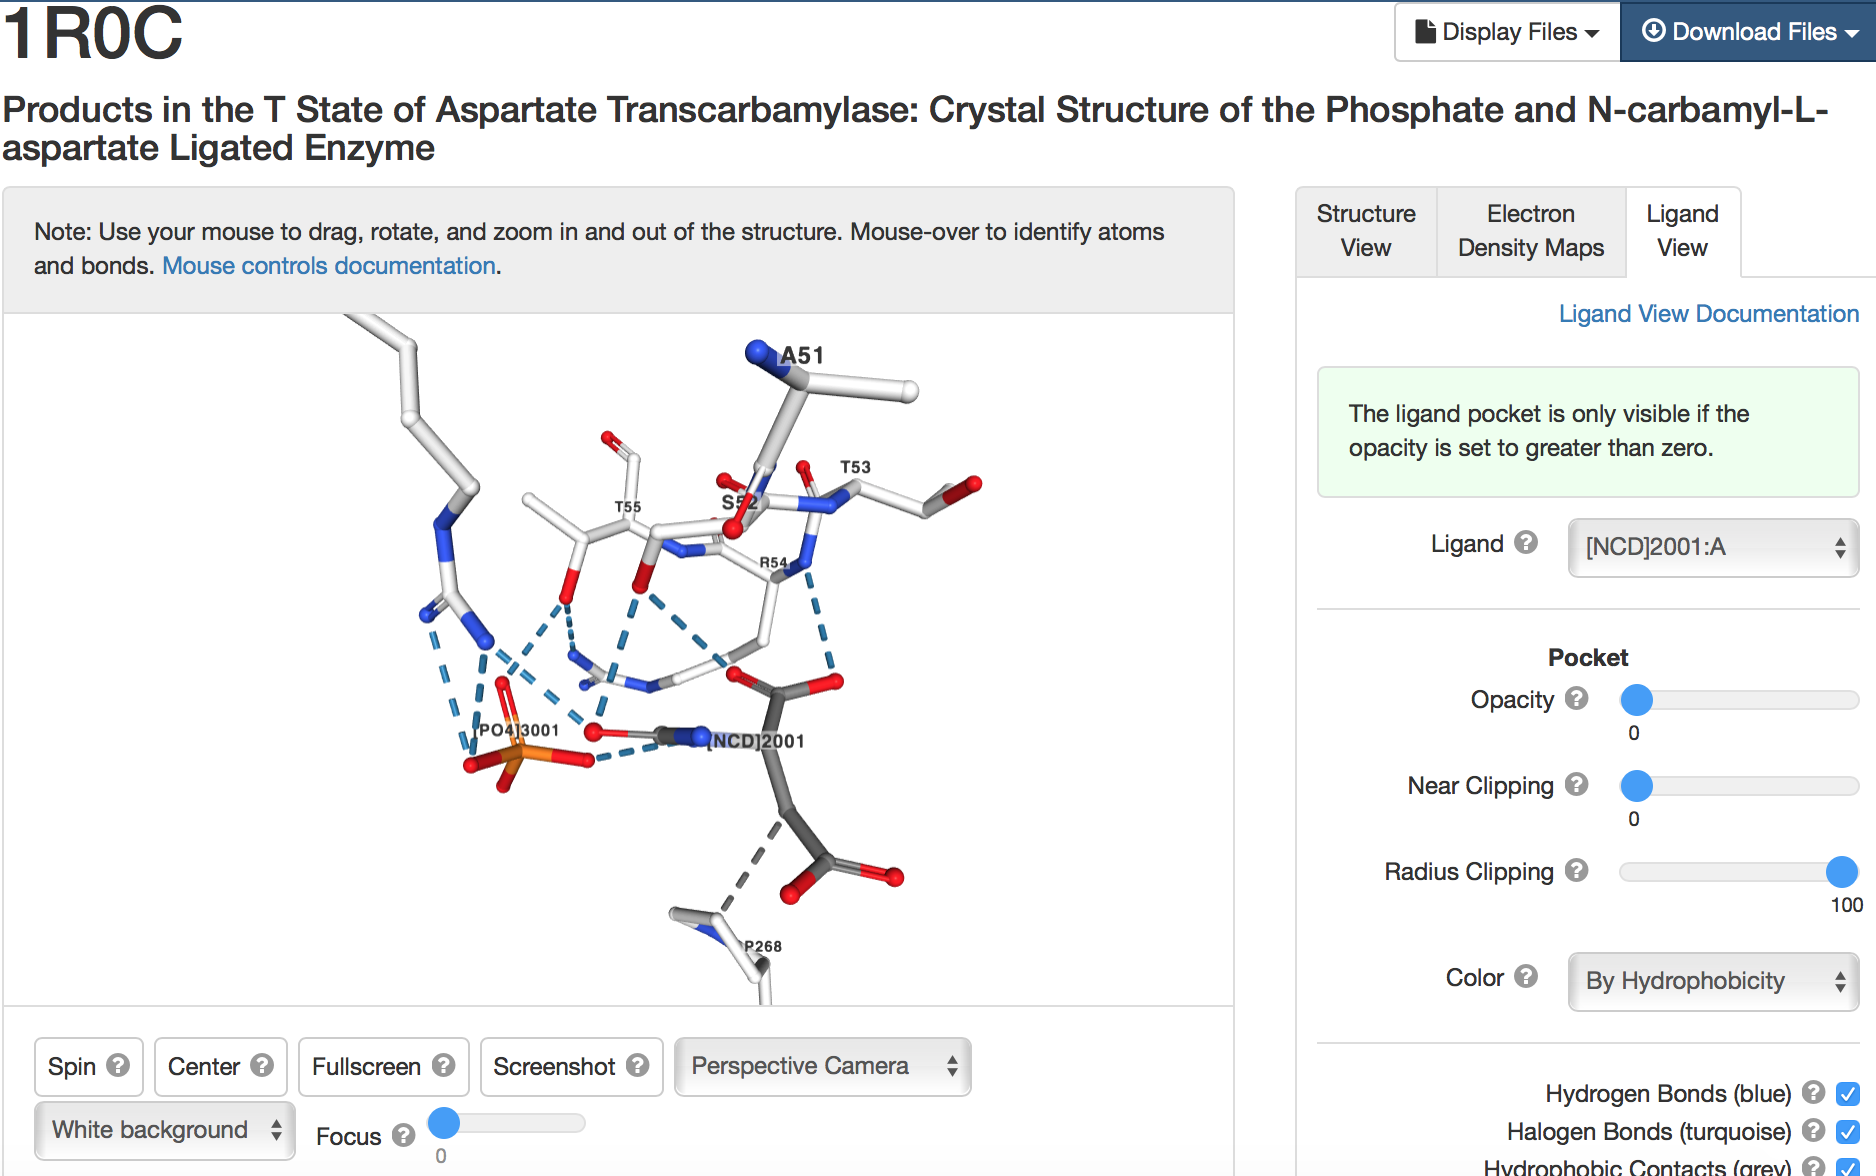 1R0C
Display Files
Download Files
Products in the T State of Aspartate Transcarbamylase: Crystal Structure of the Phosphate and N-carbamyl-L-
aspartate Ligated Enzyme
Note: Use your mouse to drag, rotate, and zoom in and out of the structure. Mouse-over to identify atoms
and bonds. Mouse controls documentation.
A51
T53
S52
T55
R54
[PO4]3001
[NCD]2001
P268
Spin ?
Center ?
Fullscreen ?
Screenshot ?
Perspective Camera
White background
Focus ?
0
Structure
View
Electron
Density Maps
Ligand
View
Ligand View Documentation
The ligand pocket is only visible if the
opacity is set to greater than zero.
Ligand ?
[NCD]2001:A
Pocket
Opacity ?
0
Near Clipping ?
0
Radius Clipping ?
100
Color ?
By Hydrophobicity
Hydrogen Bonds (blue) ?
Halogen Bonds (turquoise) ?
Hydrophobic Contacts (grey) ?